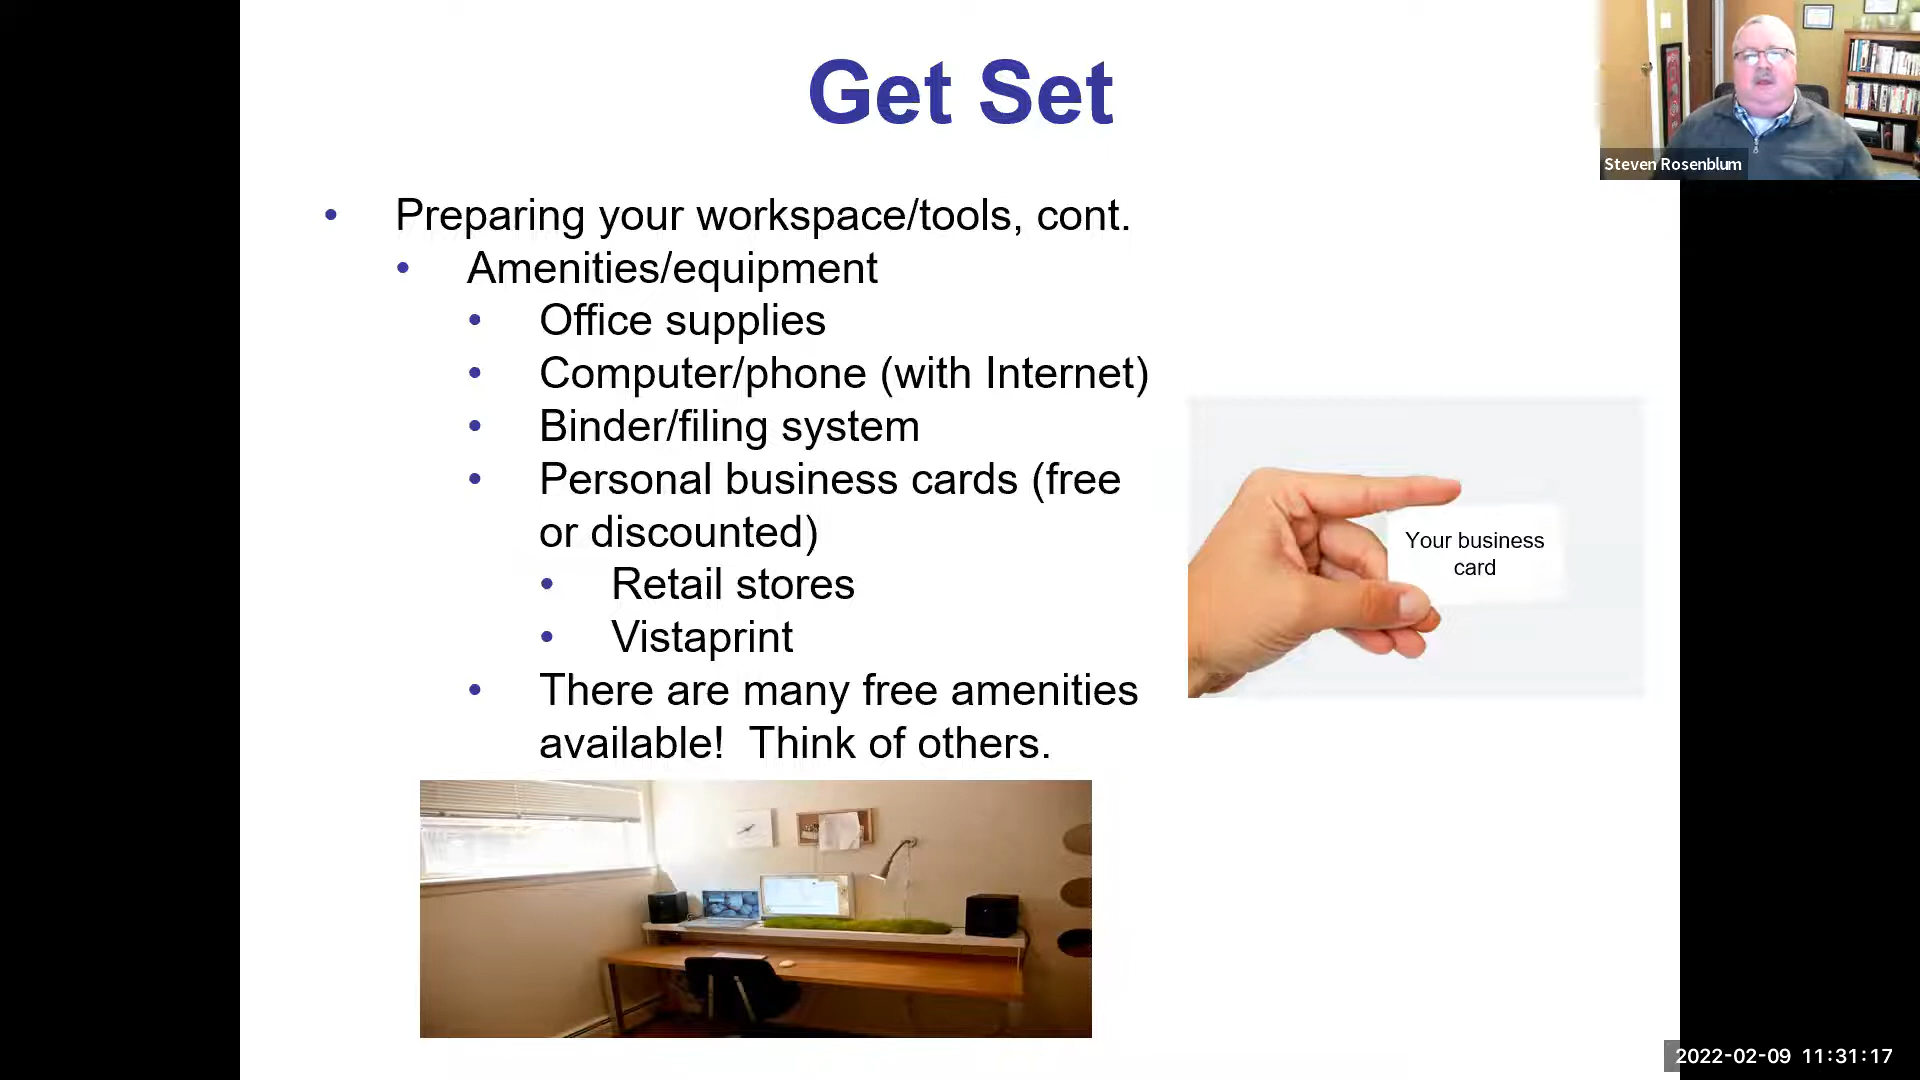 Get Set
Steven Rosenblum
• Preparing your workspace/tools, cont.
• Amenities/equipment
• Office supplies
• Computer/phone (with Internet)
• Binder/filing system
• Personal business cards (free
or discounted)
• Retail stores
• Vistaprint
• There are many free amenities
available!  Think of others.
Your business
card
2022-02-09 11:31:17